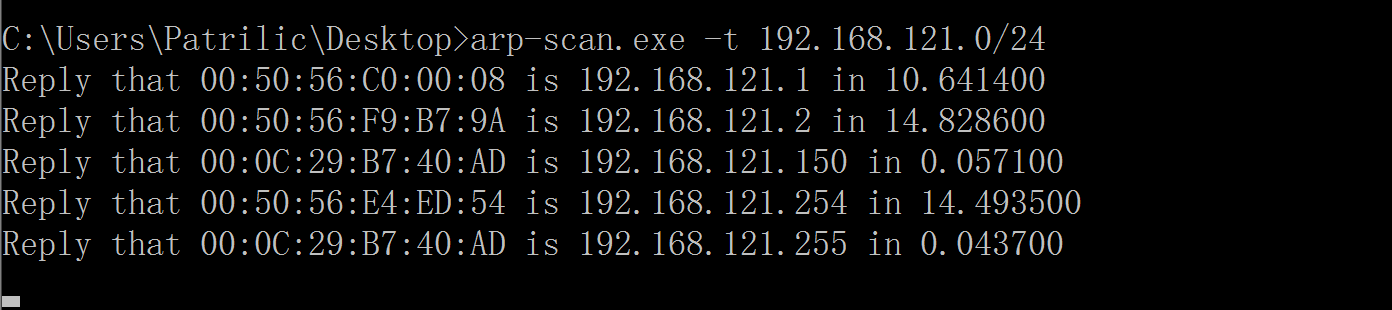 C:\Users\Patrilic\Desktop>arp-scan.exe -t 192.168.121.0/24
Reply that 00:50:56:C0:00:08 is 192.168.121.1 in 10.641400
Reply that 00:50:56:F9:B7:9A is 192.168.121.2 in 14.828600
Reply that 00:0C:29:B7:40:AD is 192.168.121.150 in 0.057100
Reply that 00:50:56:E4:ED:54 is 192.168.121.254 in 14.493500
Reply that 00:0C:29:B7:40:AD is 192.168.121.255 in 0.043700